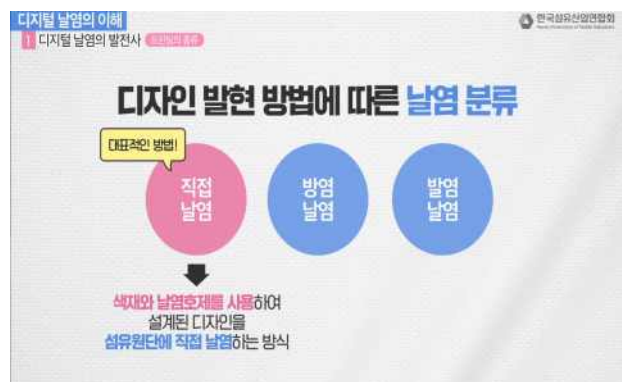 디지털 날염의 이해
한국섬유산업연합회
1 디지털 날염의 발전사
디자인 발현 방법에 따른 날염 분류
대표적인 방법!
직접
날염
방염
날염
발염
날염
색재와 날염호제를 사용하여
설계된 디자인을
섬유원단에 직접 날염하는 방식